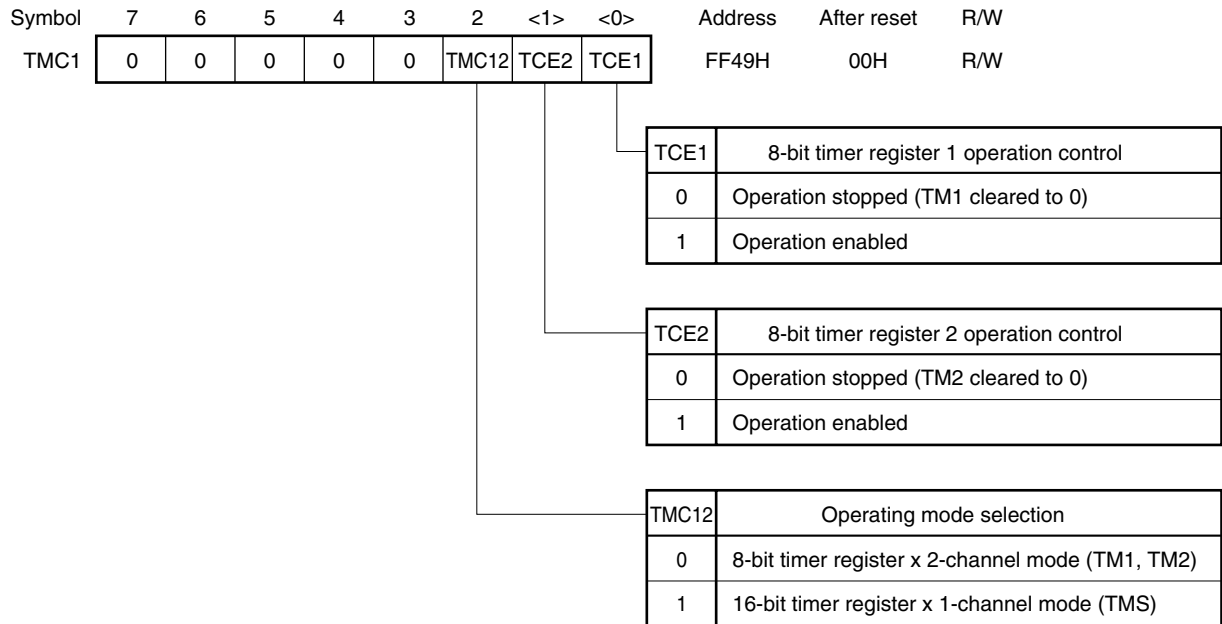 Symbol 7 6 5 4 3 2 <1> <0> Address After reset R/W
TMC1 0 0 0 0 0 TMC12 TCE2 TCE1 FF49H 00H R/W
TCE1 8-bit timer register 1 operation control
0 Operation stopped (TM1 cleared to 0)
1 Operation enabled
TCE2 8-bit timer register 2 operation control
0 Operation stopped (TM2 cleared to 0)
1 Operation enabled
TMC12 Operating mode selection
0 8-bit timer register x 2-channel mode (TM1, TM2)
1 16-bit timer register x 1-channel mode (TMS)